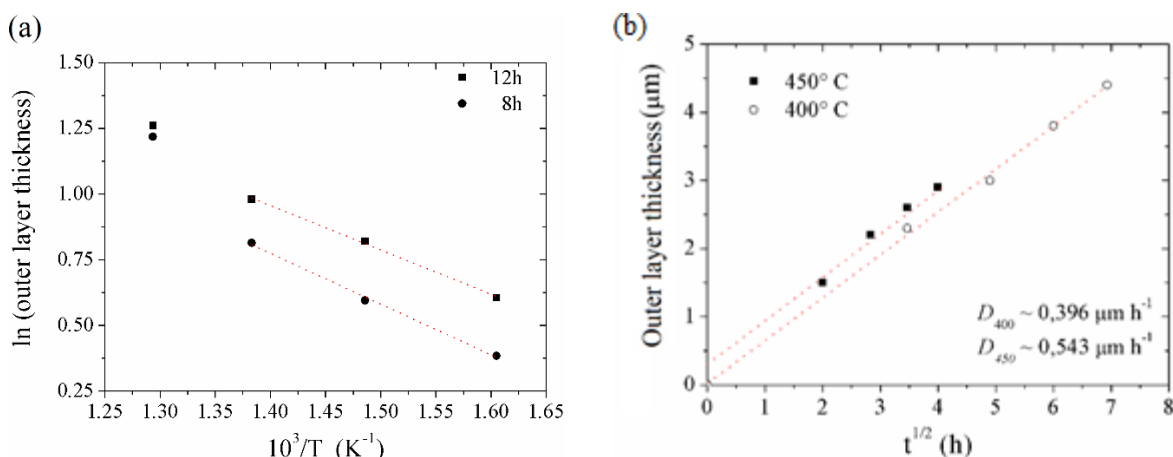 (a)
ln (outer layer thickness)
1.50
1.25
1.00
0.75
0.50
0.25
12h
8h
1.25 1.30 1.35 1.40 1.45 1.50 1.55 1.60 1.65
10³/T (K⁻¹)
(b)
Outer layer thickness (μm)
5
4
3
2
1
0
450° C
400° C
D₄₀₀ ~ 0,396 μm h⁻¹
D₄₅₀ ~ 0,543 μm h⁻¹
0 1 2 3 4 5 6 7 8
t¹/² (h)